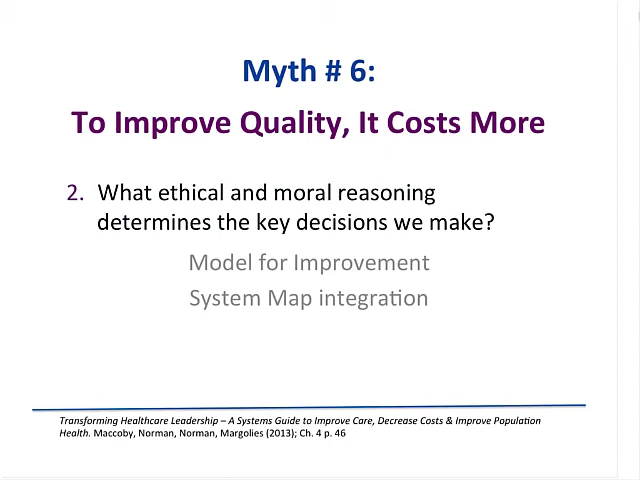 Myth # 6:
To Improve Quality, It Costs More
2. What ethical and moral reasoning
determines the key decisions we make?
Model for Improvement
System Map integration
Transforming Healthcare Leadership – A Systems Guide to Improve Care, Decrease Costs & Improve Population
Health. Maccoby, Norman, Norman, Margolies (2013); Ch. 4 p. 46